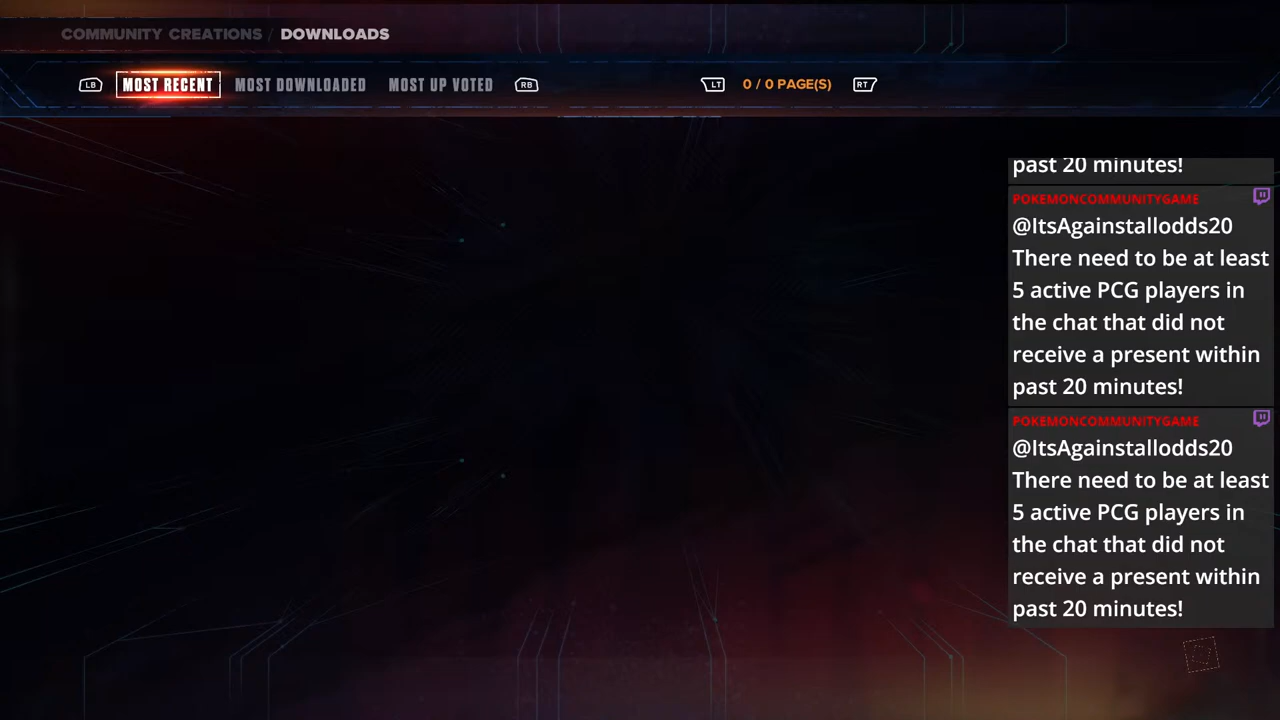 COMMUNITY CREATIONS / DOWNLOADS
LB MOST RECENT MOST DOWNLOADED MOST UP VOTED RB LT 0 / 0 PAGE(S) RT
past 20 minutes!
POKEMONCOMMUNITYGAME
@ItsAgainstallodds20
There need to be at least
5 active PCG players in
the chat that did not
receive a present within
past 20 minutes!
POKEMONCOMMUNITYGAME
@ItsAgainstallodds20
There need to be at least
5 active PCG players in
the chat that did not
receive a present within
past 20 minutes!